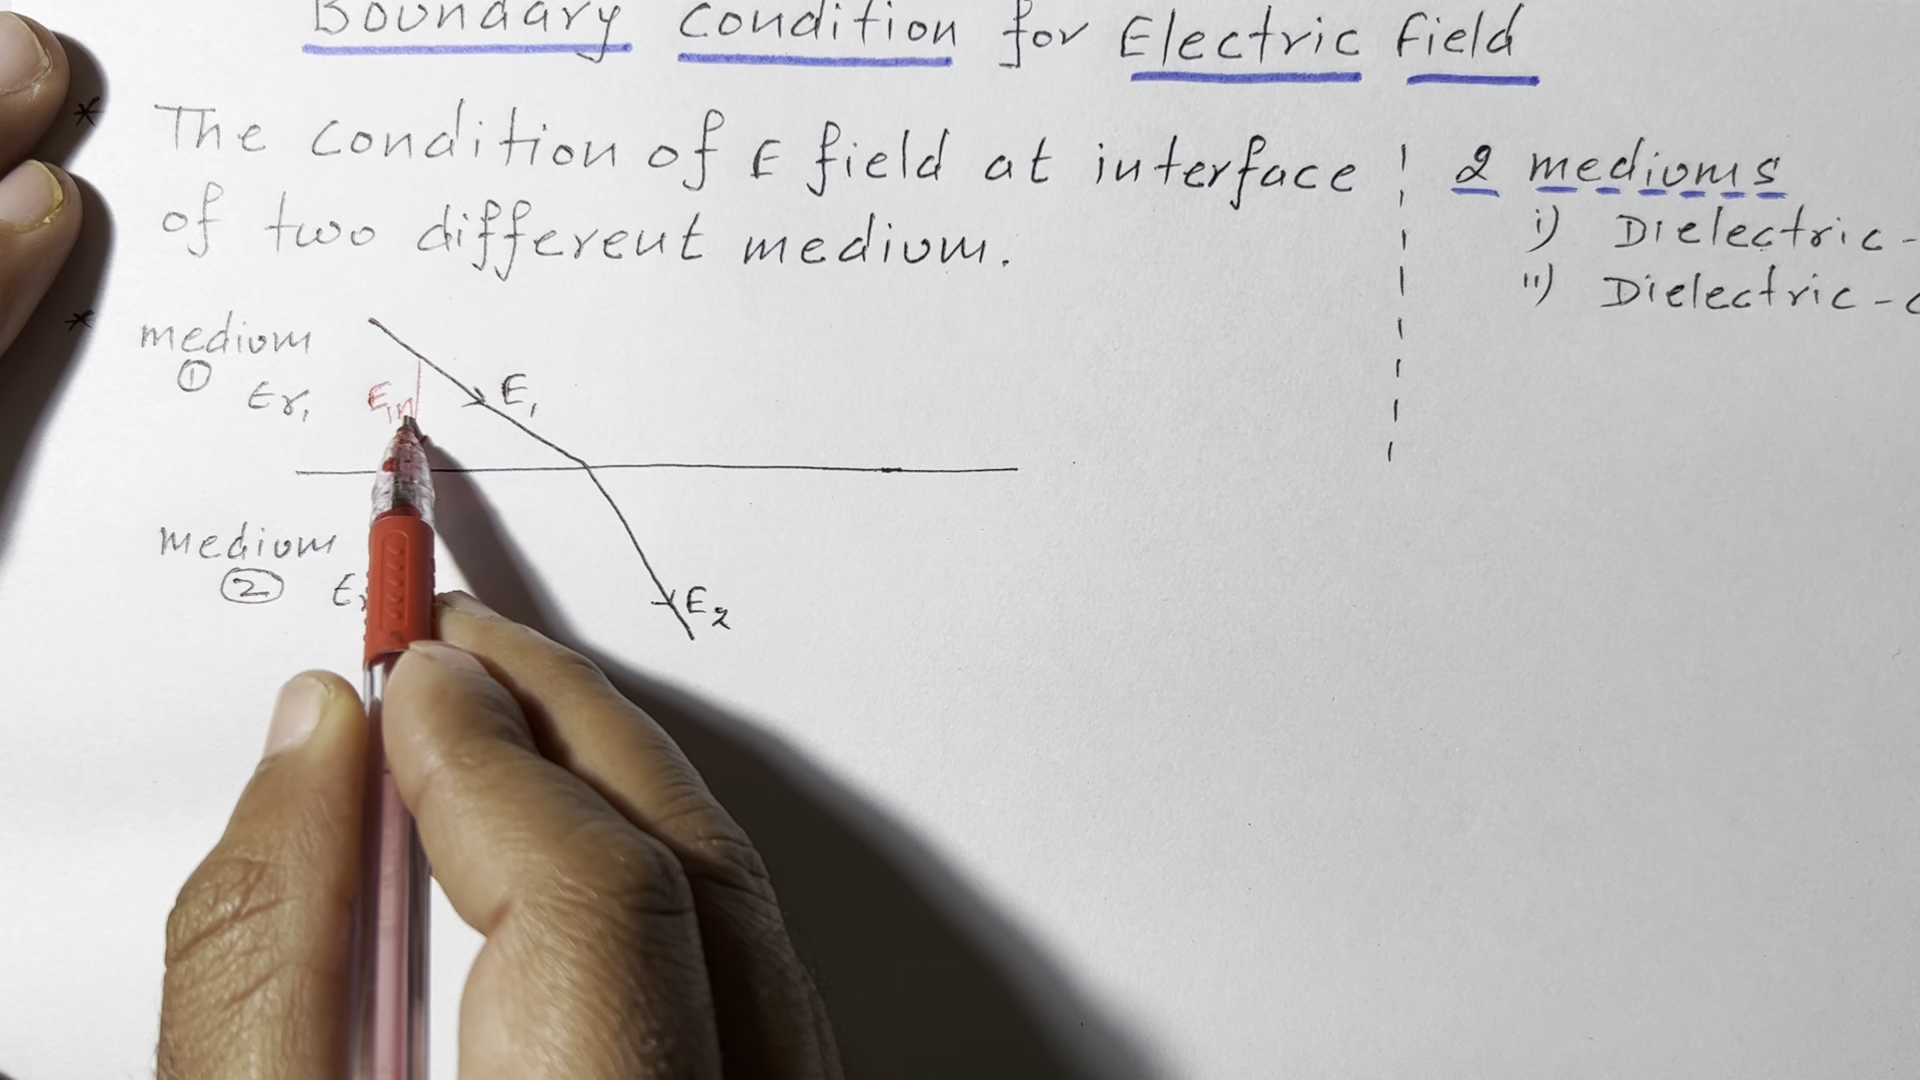 Boundary condition for Electric field
* The condition of E field at interface
of two different medium.
2 mediums
i) Dielectric -
ii) Dielectric -
* medium
① εr₁
E₁n
E₁
medium
②
E₂